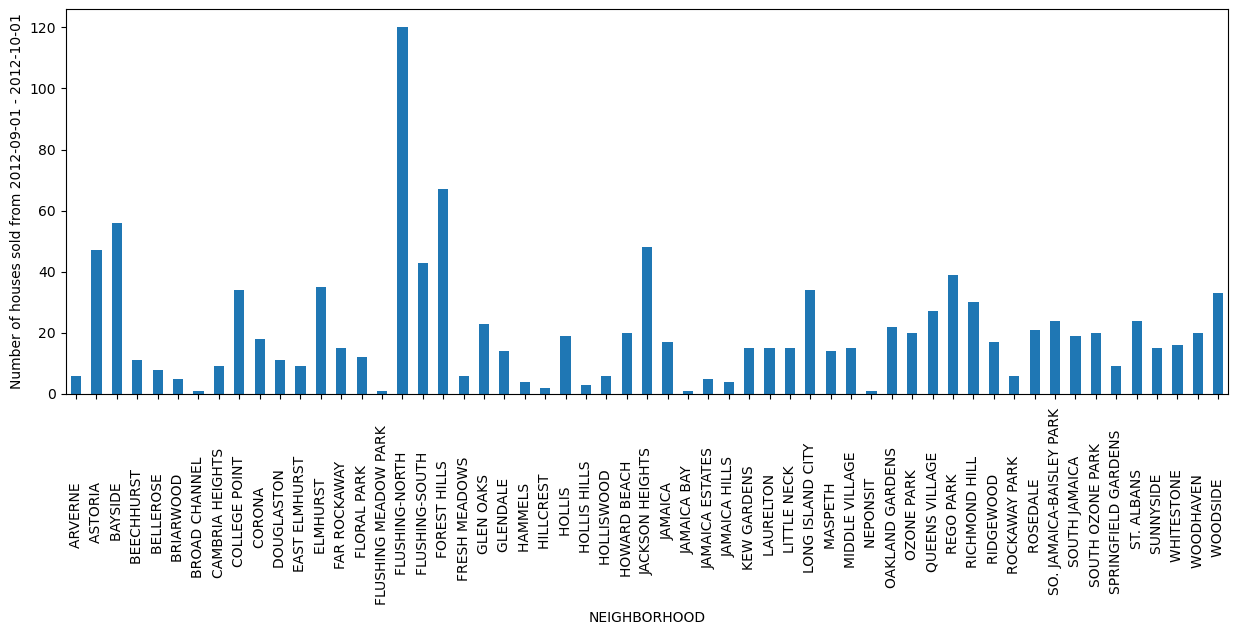 Number of houses sold from 2012-09-01 - 2012-10-01
120
100
80
60
40
20
0
ARVERNE
ASTORIA
BAYSIDE
BEECHHURST
BELLEROSE
BRIARWOOD
BROAD CHANNEL
CAMBRIA HEIGHTS
COLLEGE POINT
CORONA
DOUGLASTON
EAST ELMHURST
ELMHURST
FAR ROCKAWAY
FLORAL PARK
FLUSHING MEADOW PARK
FLUSHING-NORTH
FLUSHING-SOUTH
FOREST HILLS
FRESH MEADOWS
GLEN OAKS
GLENDALE
HAMMELS
HILLCREST
HOLLIS
HOLLIS HILLS
HOLLISWOOD
HOWARD BEACH
JACKSON HEIGHTS
JAMAICA
JAMAICA BAY
JAMAICA ESTATES
JAMAICA HILLS
KEW GARDENS
LAURELTON
LITTLE NECK
LONG ISLAND CITY
MASPETH
MIDDLE VILLAGE
NEPONSIT
OAKLAND GARDENS
OZONE PARK
QUEENS VILLAGE
REGO PARK
RICHMOND HILL
RIDGEWOOD
ROCKAWAY PARK
ROSEDALE
SO. JAMAICA-BAISLEY PARK
SOUTH JAMAICA
SOUTH OZONE PARK
SPRINGFIELD GARDENS
ST. ALBANS
SUNNYSIDE
WHITESTONE
WOODHAVEN
WOODSIDE
NEIGHBORHOOD